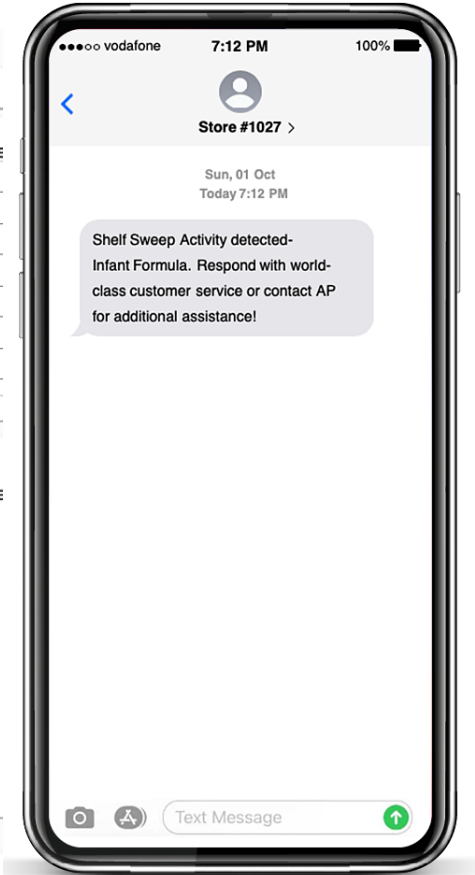 vodafone 7:12 PM 100%
Store #1027 >
Sun, 01 Oct
Today 7:12 PM
Shelf Sweep Activity detected-
Infant Formula. Respond with world-
class customer service or contact AP
for additional assistance!
Text Message